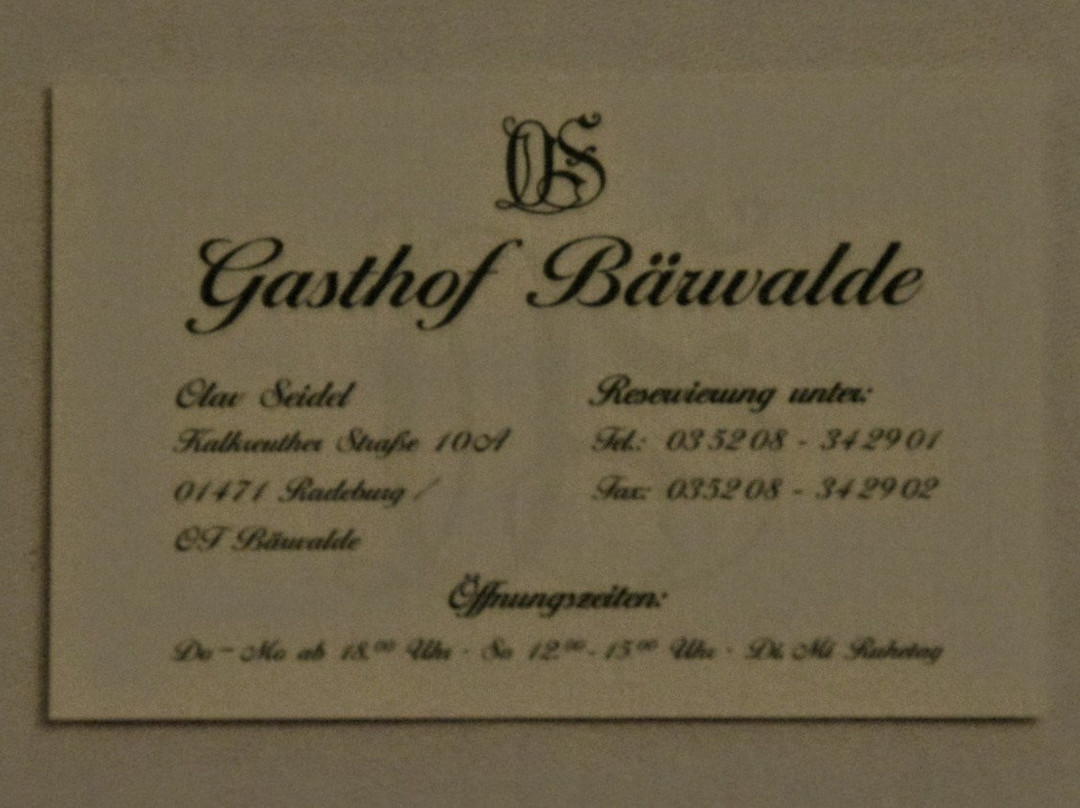 OS
Gasthof Bärwalde
Olav Seidel
Kalkreuther Straße 10A
01471 Radeburg /
OT Bärwalde
Reservierung unter:
Tel.: 035208 - 342901
Fax: 035208 - 342902
Öffnungszeiten:
Do - Mo ab 18.00 Uhr · So 12.00 - 15.00 Uhr · Di, Mi Ruhetag